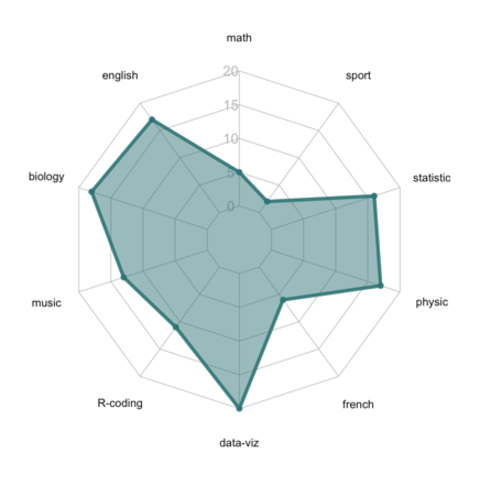 math
english
sport
20
15
10
biology
5
statistic
0
music
physic
R-coding
french
data-viz